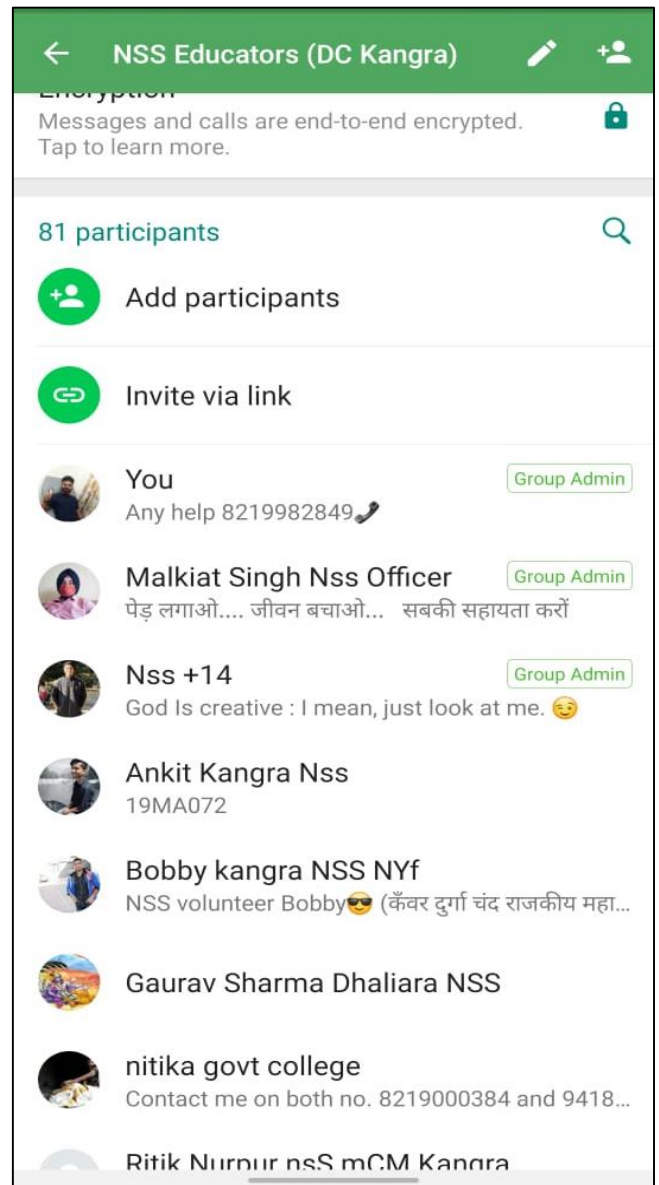 NSS Educators (DC Kangra)
Encryption
Messages and calls are end-to-end encrypted.
Tap to learn more.
81 participants
Add participants
Invite via link
You
Group Admin
Any help 8219982849📞
Malkiat Singh Nss Officer
Group Admin
पेड़ लगाओ.... जीवन बचाओ... सबकी सहायता करों
Nss +14
Group Admin
God Is creative : I mean, just look at me. 😉
Ankit Kangra Nss
19MA072
Bobby kangra NSS NYf
NSS volunteer Bobby😎 (कँवर दुर्गा चंद राजकीय महा...
Gaurav Sharma Dhaliara NSS
nitika govt college
Contact me on both no. 8219000384 and 9418...
Ritik Nurpur nsS mCM Kangra